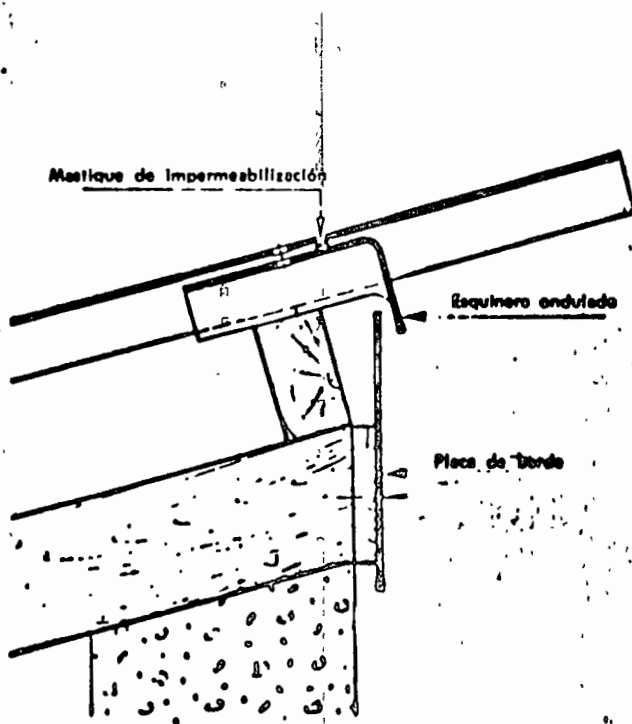 Mastique de impermeabilización
Esquinero ondulado
Placa de borde